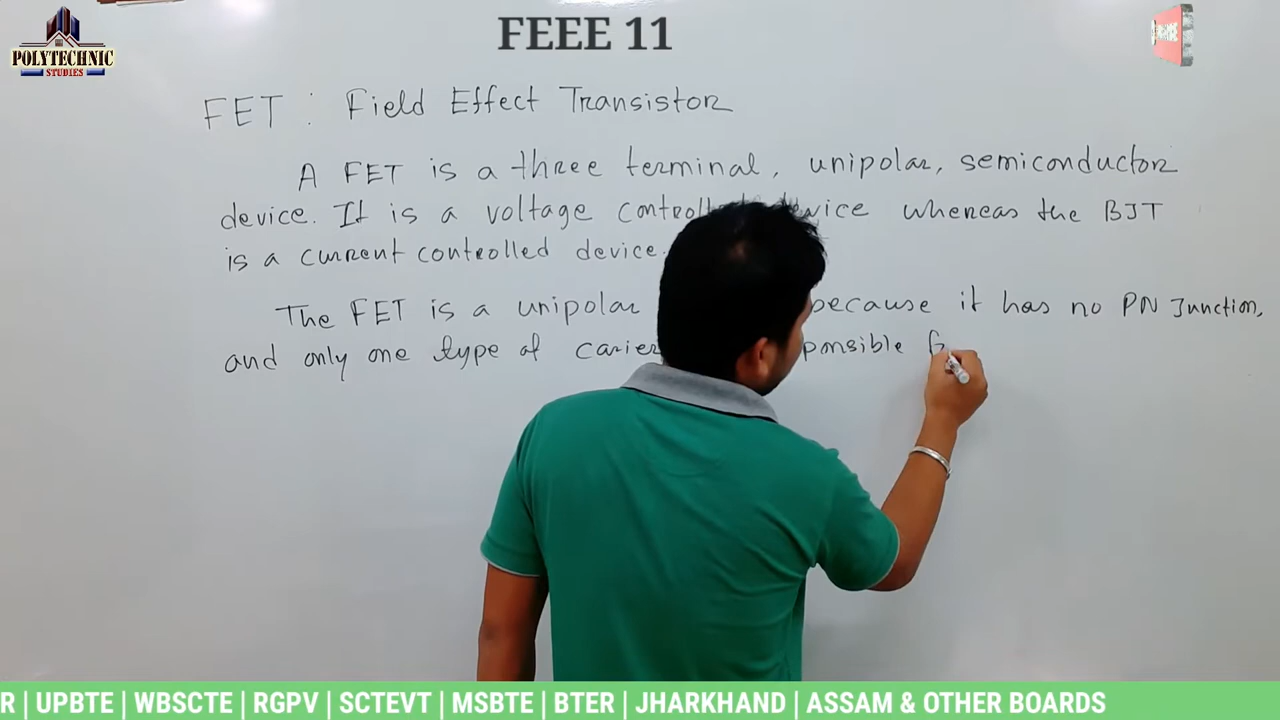 FEEE 11
POLYTECHNIC
STUDIES
FET : Field Effect Transistor
A FET is a three terminal, unipolar, semiconductor
device. It is a voltage controlled device whereas the BJT
is a current controlled device.
The FET is a unipolar because it has no PN Junction,
and only one type of carier ponsible
R | UPBTE | WBSCTE | RGPV | SCTEVT | MSBTE | BTER | JHARKHAND | ASSAM & OTHER BOARDS